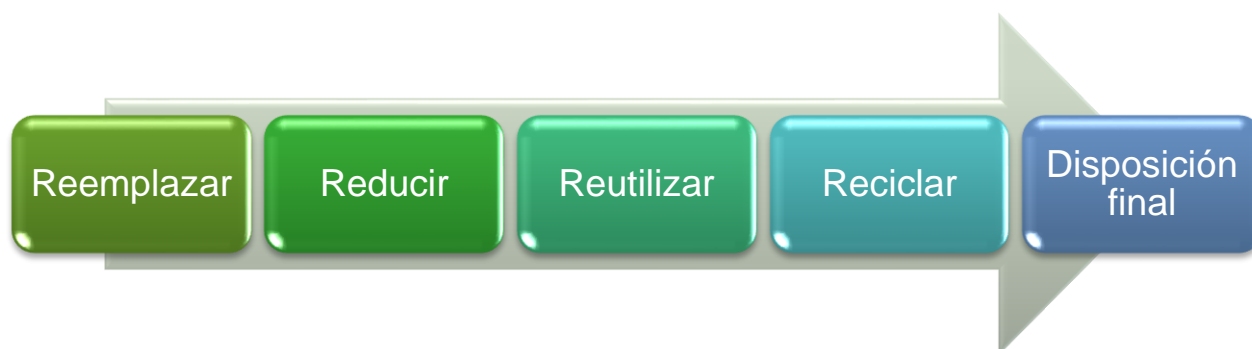 Reemplazar
Reducir
Reutilizar
Reciclar
Disposición
final